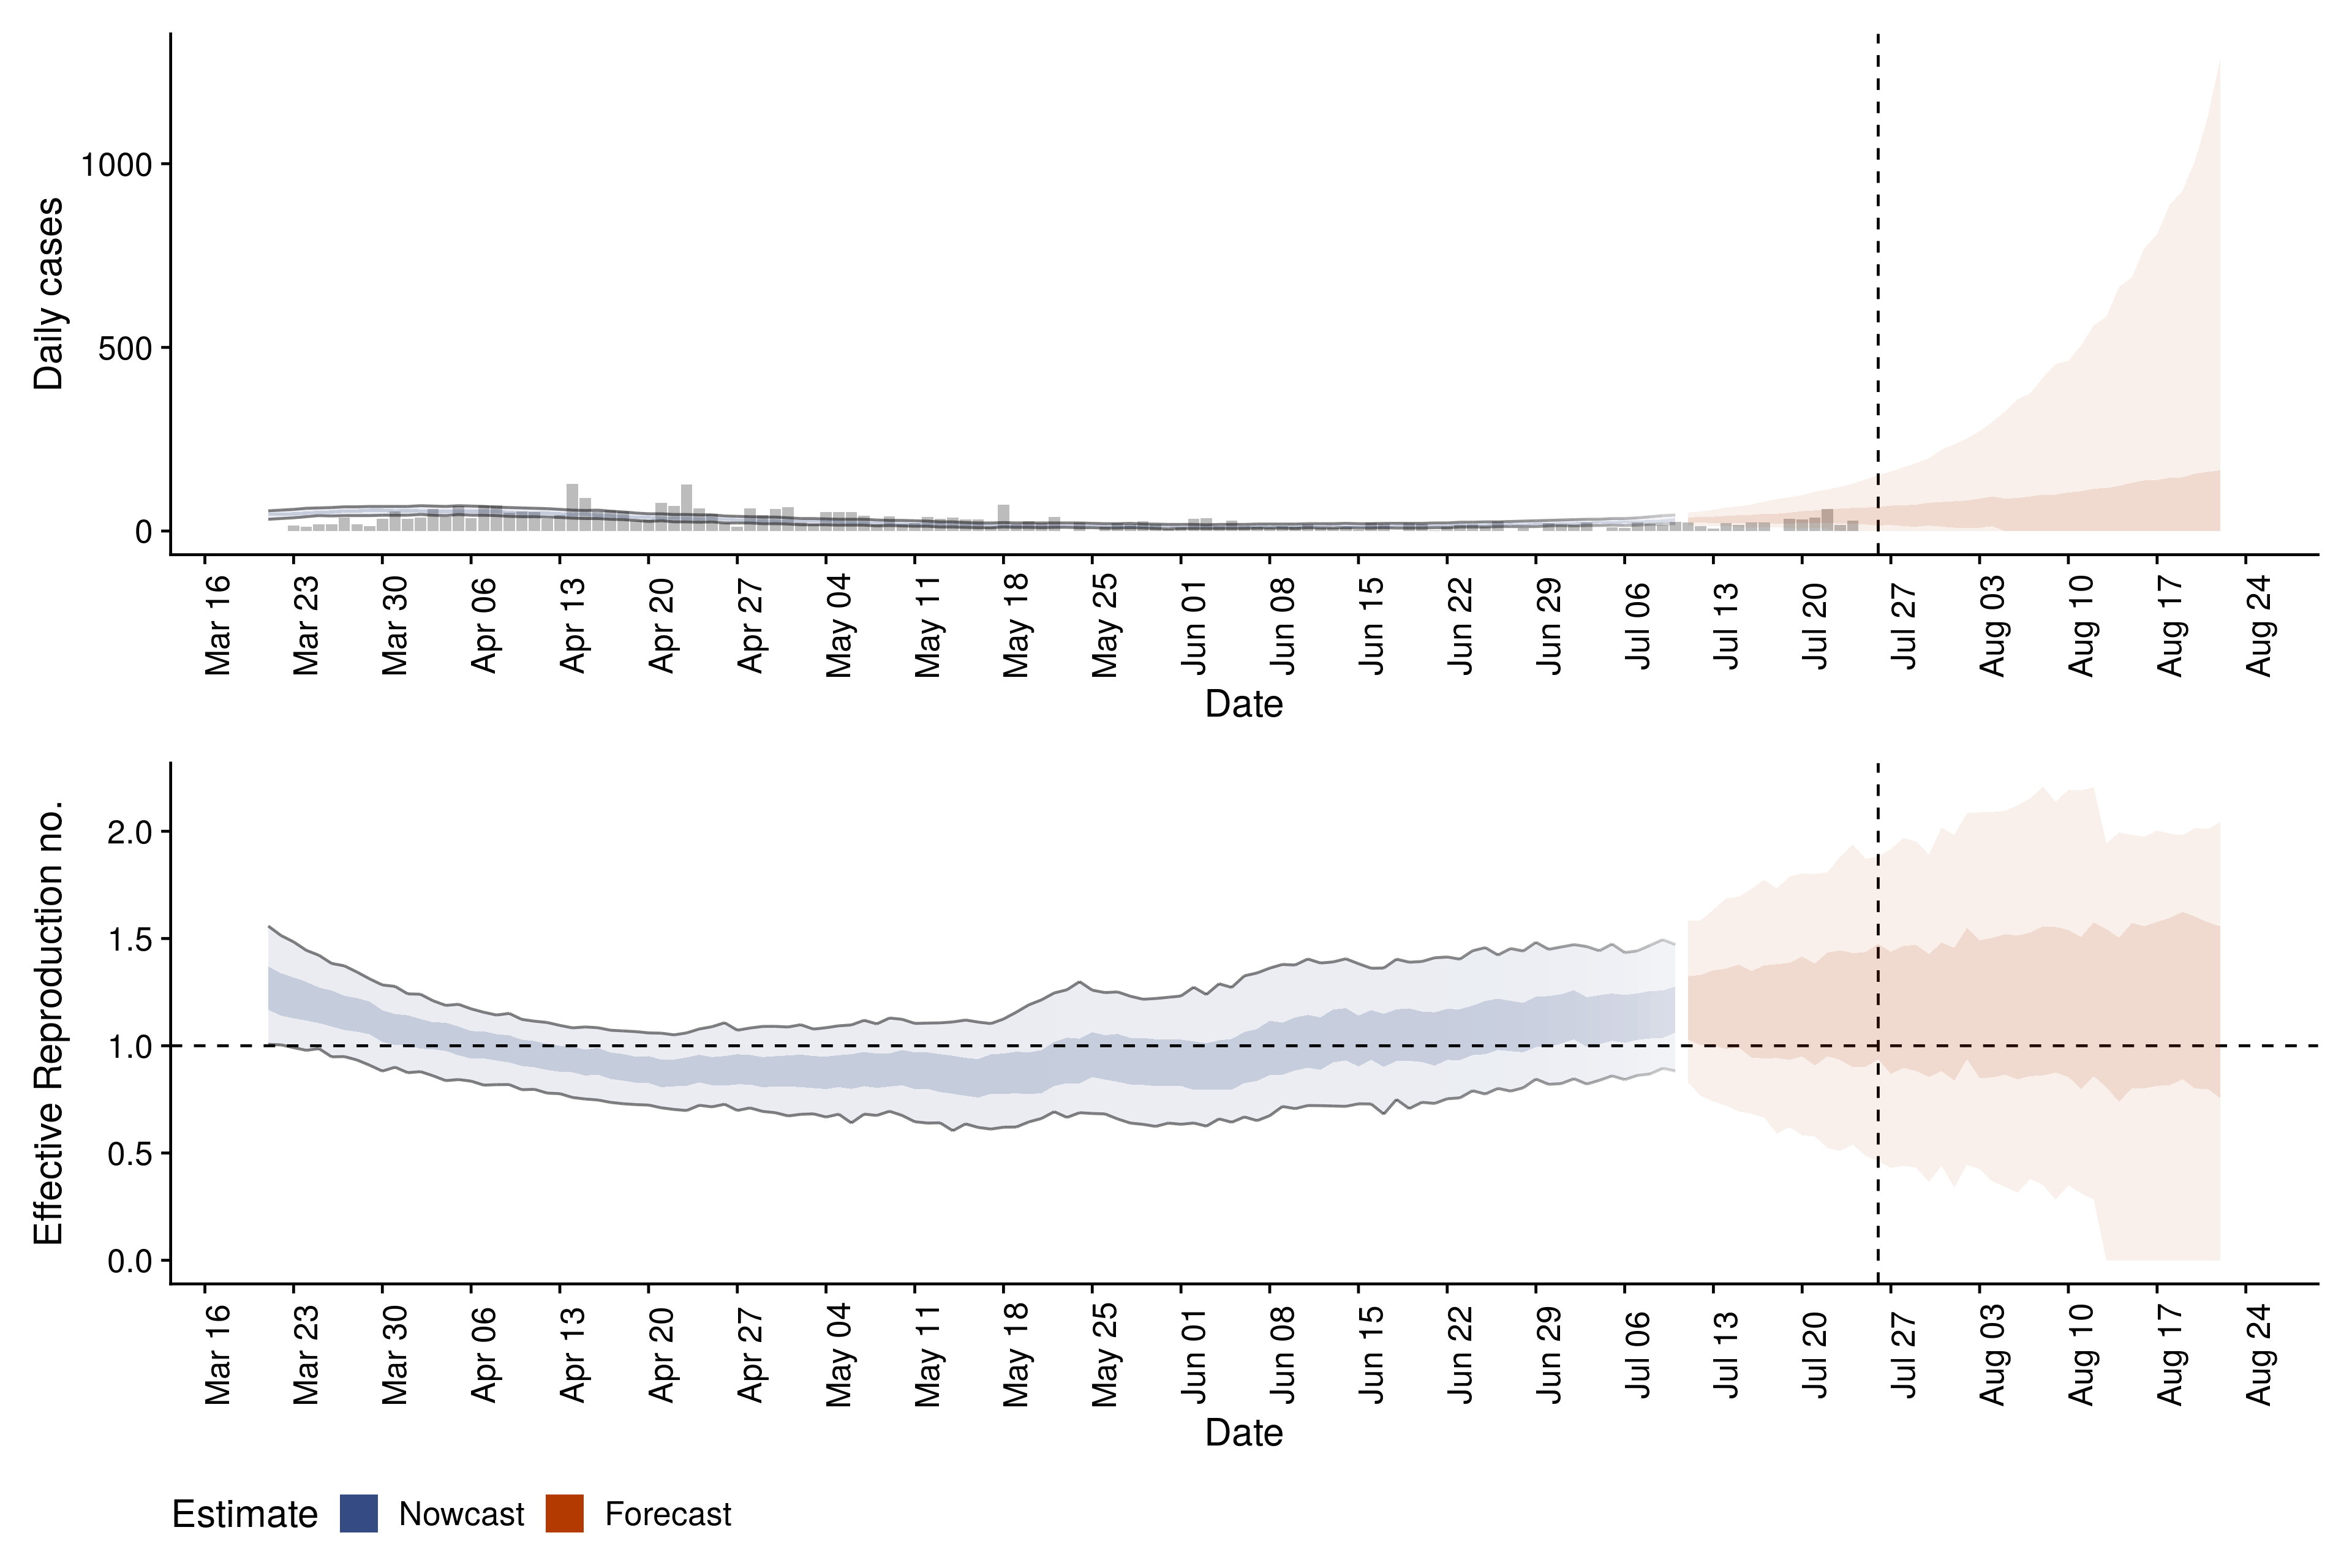 Daily cases
1000
500
0
Mar 16
Mar 23
Mar 30
Apr 06
Apr 13
Apr 20
Apr 27
May 04
May 11
May 18
May 25
Jun 01
Jun 08
Jun 15
Jun 22
Jun 29
Jul 06
Jul 13
Jul 20
Jul 27
Aug 03
Aug 10
Aug 17
Aug 24
Date
Effective Reproduction no.
2.0
1.5
1.0
0.5
0.0
Mar 16
Mar 23
Mar 30
Apr 06
Apr 13
Apr 20
Apr 27
May 04
May 11
May 18
May 25
Jun 01
Jun 08
Jun 15
Jun 22
Jun 29
Jul 06
Jul 13
Jul 20
Jul 27
Aug 03
Aug 10
Aug 17
Aug 24
Date
Estimate Nowcast Forecast